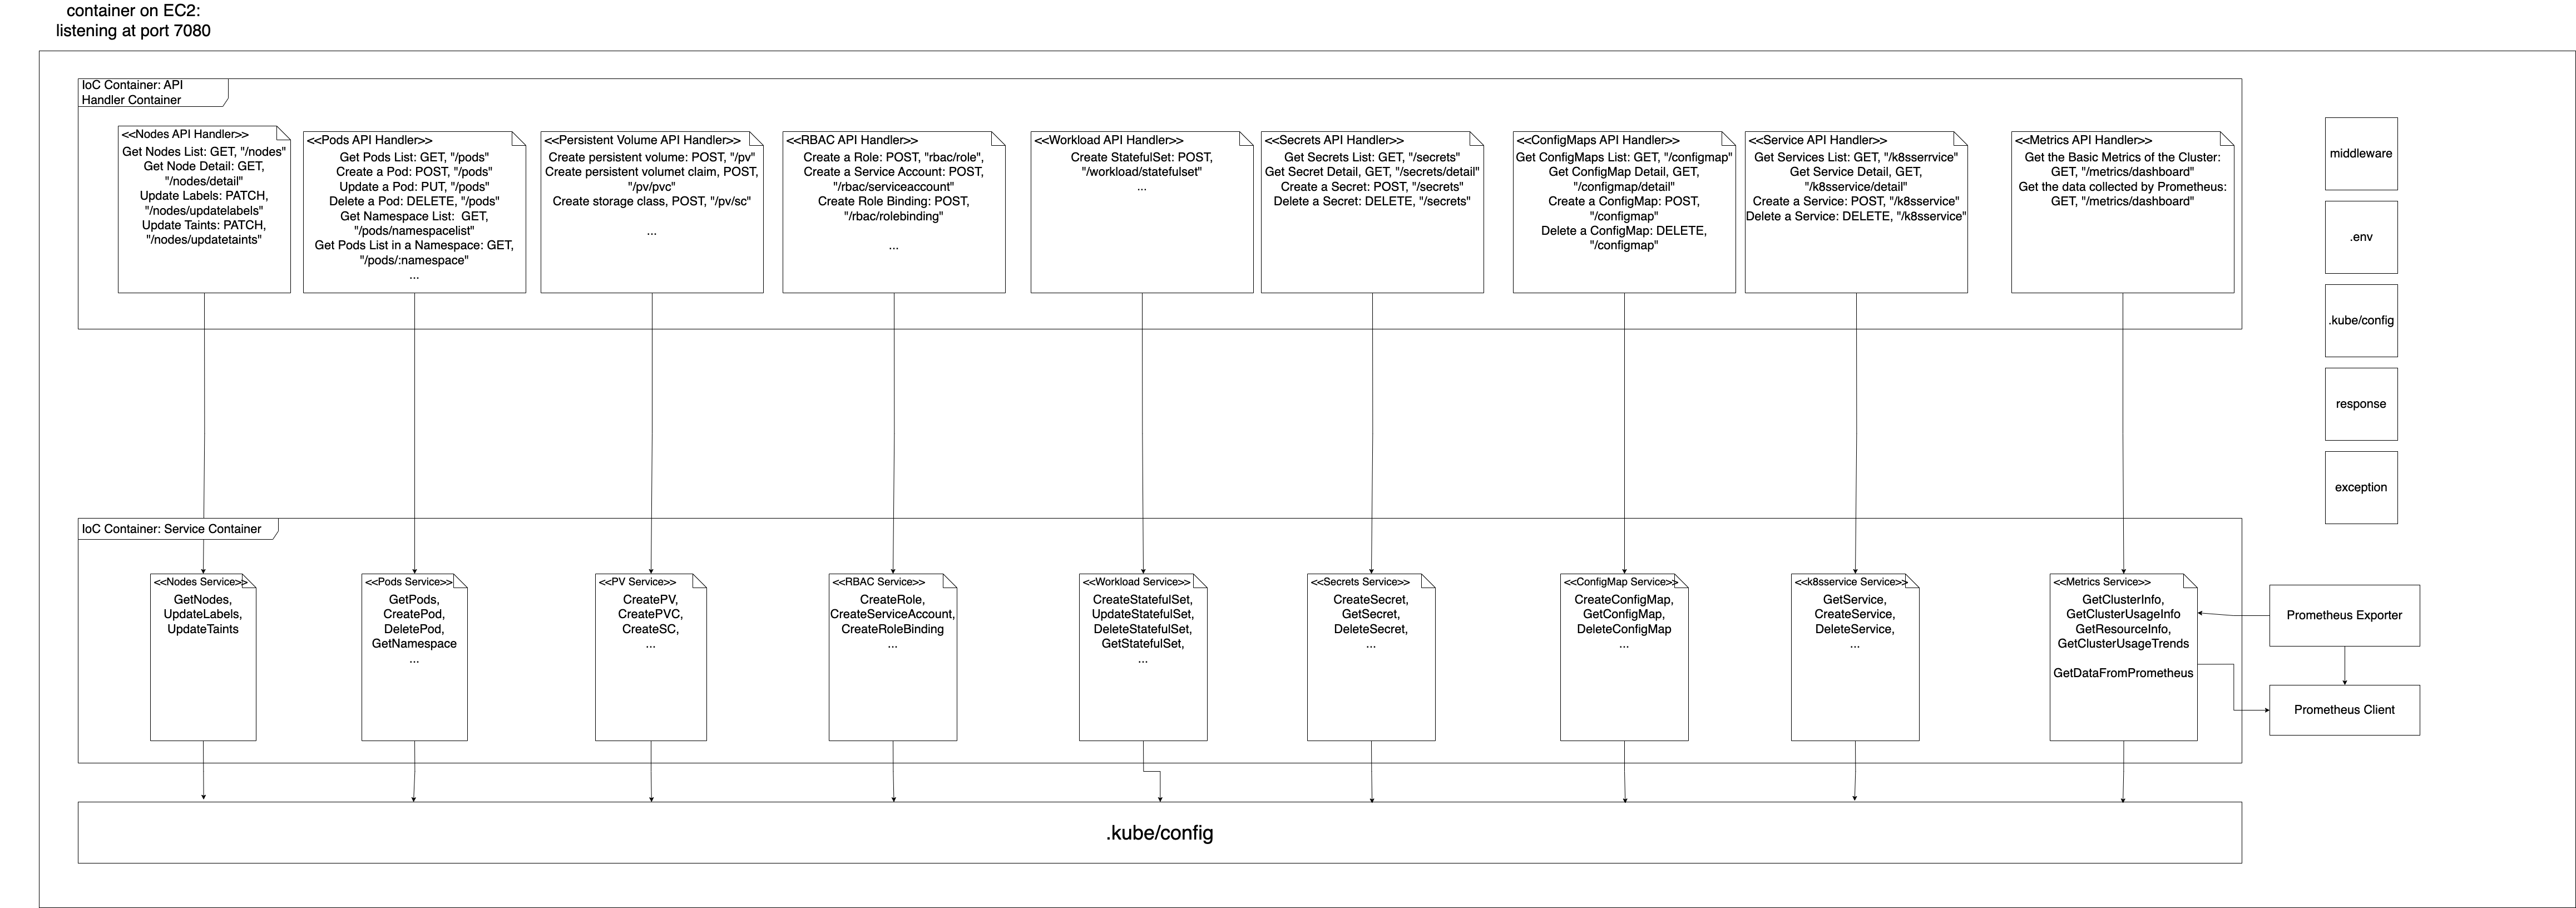 container on EC2:
listening at port 7080
IoC Container: API
Handler Container
<<Nodes API Handler>>
Get Nodes List: GET, "/nodes"
Get Node Detail: GET,
"/nodes/detail"
Update Labels: PATCH,
"/nodes/updatelabels"
Update Taints: PATCH,
"/nodes/updatetaints"
<<Pods API Handler>>
Get Pods List: GET, "/pods"
Create a Pod: POST, "/pods"
Update a Pod: PUT, "/pods"
Delete a Pod: DELETE, "/pods"
Get Namespace List: GET,
"/pods/namespacelist"
Get Pods List in a Namespace: GET,
"/pods/:namespace"
...
<<Persistent Volume API Handler>>
Create persistent volume: POST, "/pv"
Create persistent volumet claim, POST,
"/pv/pvc"
Create storage class, POST, "/pv/sc"
...
<<RBAC API Handler>>
Create a Role: POST, "rbac/role",
Create a Service Account: POST,
"/rbac/serviceaccount"
Create Role Binding: POST,
"/rbac/rolebinding"
...
<<Workload API Handler>>
Create StatefulSet: POST,
"/workload/statefulset"
...
<<Secrets API Handler>>
Get Secrets List: GET, "/secrets"
Get Secret Detail, GET, "/secrets/detail"
Create a Secret: POST, "/secrets"
Delete a Secret: DELETE, "/secrets"
<<ConfigMaps API Handler>>
Get ConfigMaps List: GET, "/configmap"
Get ConfigMap Detail, GET,
"/configmap/detail"
Create a ConfigMap: POST,
"/configmap"
Delete a ConfigMap: DELETE,
"/configmap"
<<Service API Handler>>
Get Services List: GET, "/k8sserrvice"
Get Service Detail, GET,
"/k8sservice/detail"
Create a Service: POST, "/k8sservice"
Delete a Service: DELETE, "/k8sservice"
<<Metrics API Handler>>
Get the Basic Metrics of the Cluster:
GET, "/metrics/dashboard"
Get the data collected by Prometheus:
GET, "/metrics/dashboard"
middleware
.env
.kube/config
response
exception
IoC Container: Service Container
<<Nodes Service>>
GetNodes,
UpdateLabels,
UpdateTaints
<<Pods Service>>
GetPods,
CreatePod,
DeletePod,
GetNamespace
...
<<PV Service>>
CreatePV,
CreatePVC,
CreateSC,
...
<<RBAC Service>>
CreateRole,
CreateServiceAccount,
CreateRoleBinding
...
<<Workload Service>>
CreateStatefulSet,
UpdateStatefulSet,
DeleteStatefulSet,
GetStatefulSet,
...
<<Secrets Service>>
CreateSecret,
GetSecret,
DeleteSecret,
...
<<ConfigMap Service>>
CreateConfigMap,
GetConfigMap,
DeleteConfigMap
...
<<k8sservice Service>>
GetService,
CreateService,
DeleteService,
...
<<Metrics Service>>
GetClusterInfo,
GetClusterUsageInfo
GetResourceInfo,
GetClusterUsageTrends
GetDataFromPrometheus
Prometheus Exporter
Prometheus Client
.kube/config